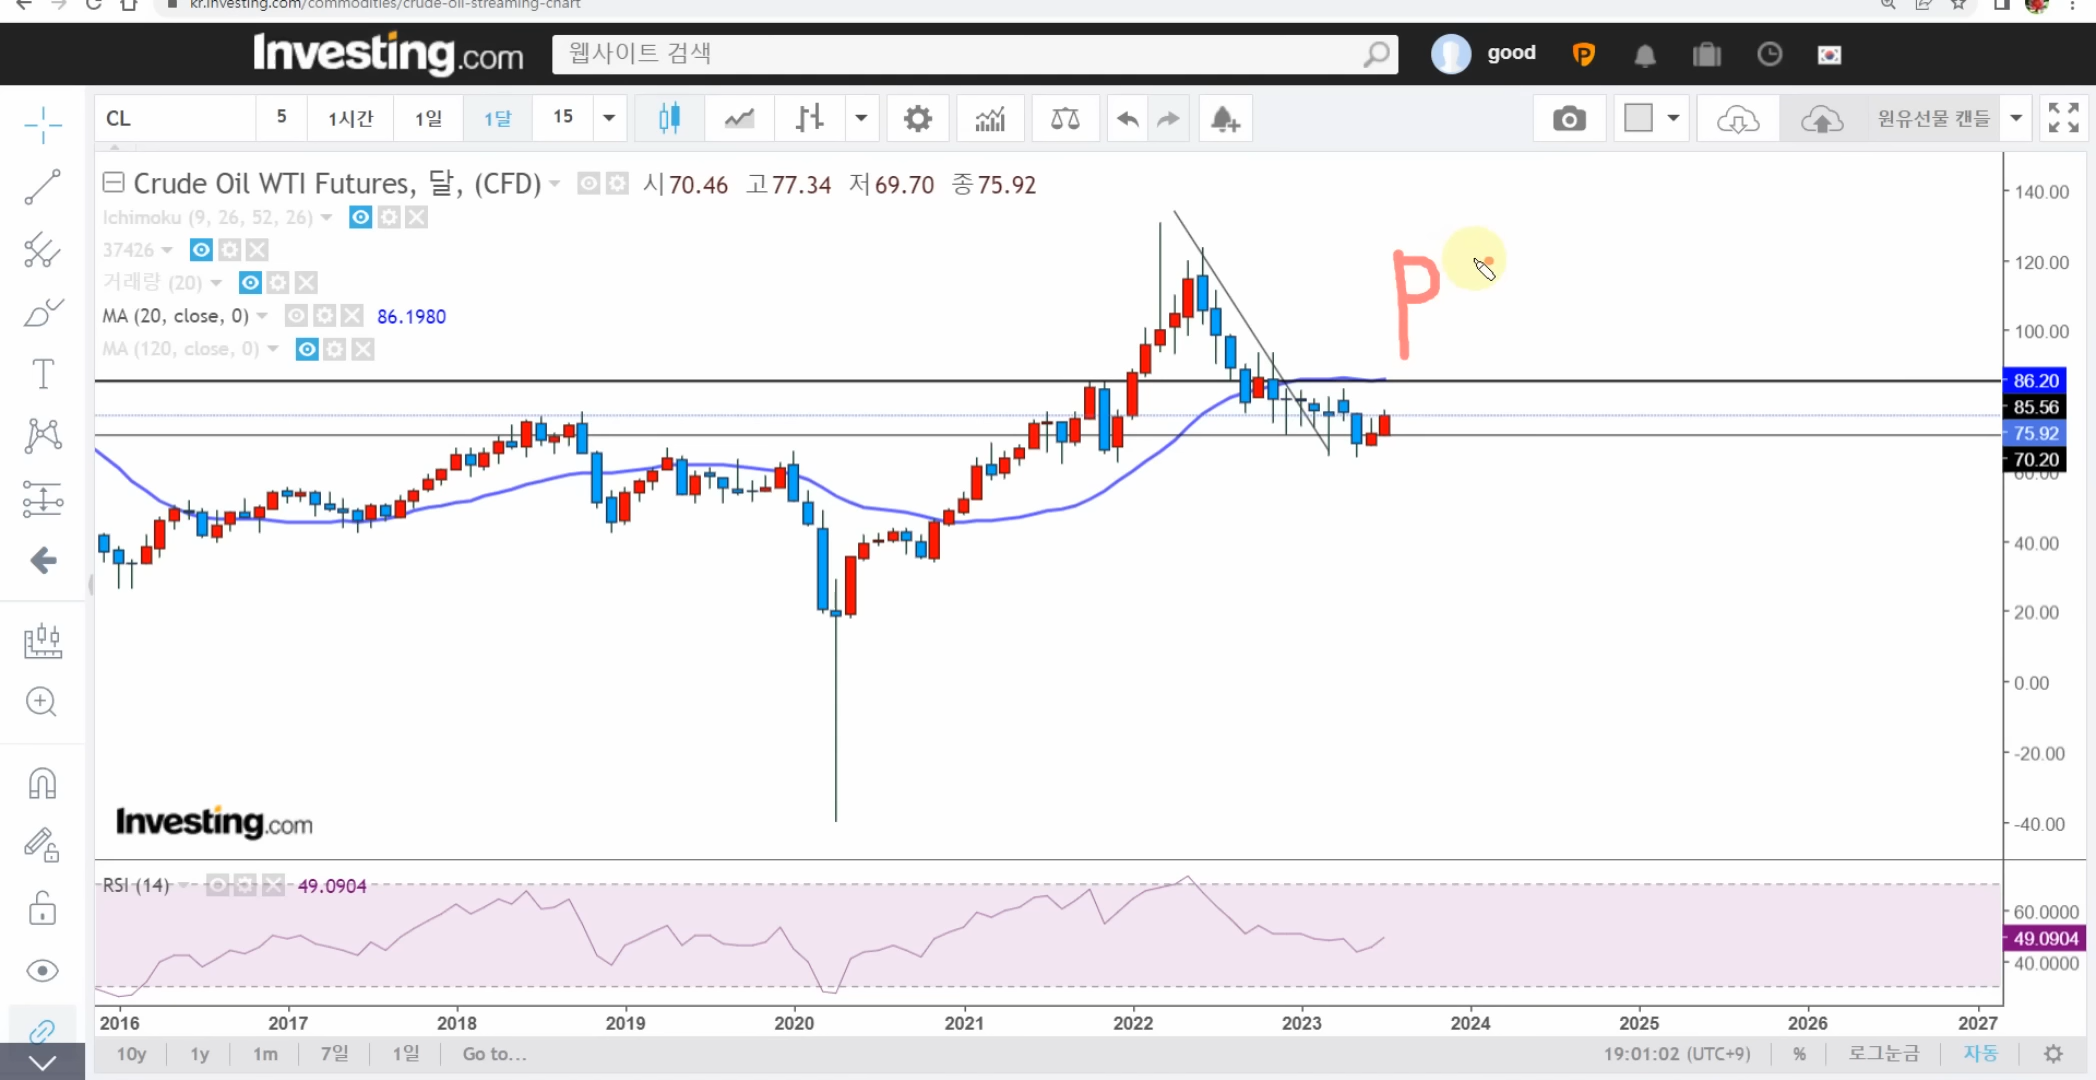 kr.investing.com/commodities/crude-oil-streaming-chart
Investing.com
웹사이트 검색
good
CL
5
1시간
1일
1달
15
원유선물 캔들
Crude Oil WTI Futures, 달, (CFD)
시70.46 고77.34 저69.70 종75.92
Ichimoku (9, 26, 52, 26)
37426
거래량 (20)
MA (20, close, 0) 86.1980
MA (120, close, 0)
P
140.00
120.00
100.00
86.20
85.56
75.92
70.20
60.00
40.00
20.00
0.00
-20.00
-40.00
Investing.com
RSI (14) 49.0904
60.0000
49.0904
40.0000
2016 2017 2018 2019 2020 2021 2022 2023 2024 2025 2026 2027
10y 1y 1m 7일 1일 Go to... 19:01:02 (UTC+9) % 로그눈금 자동